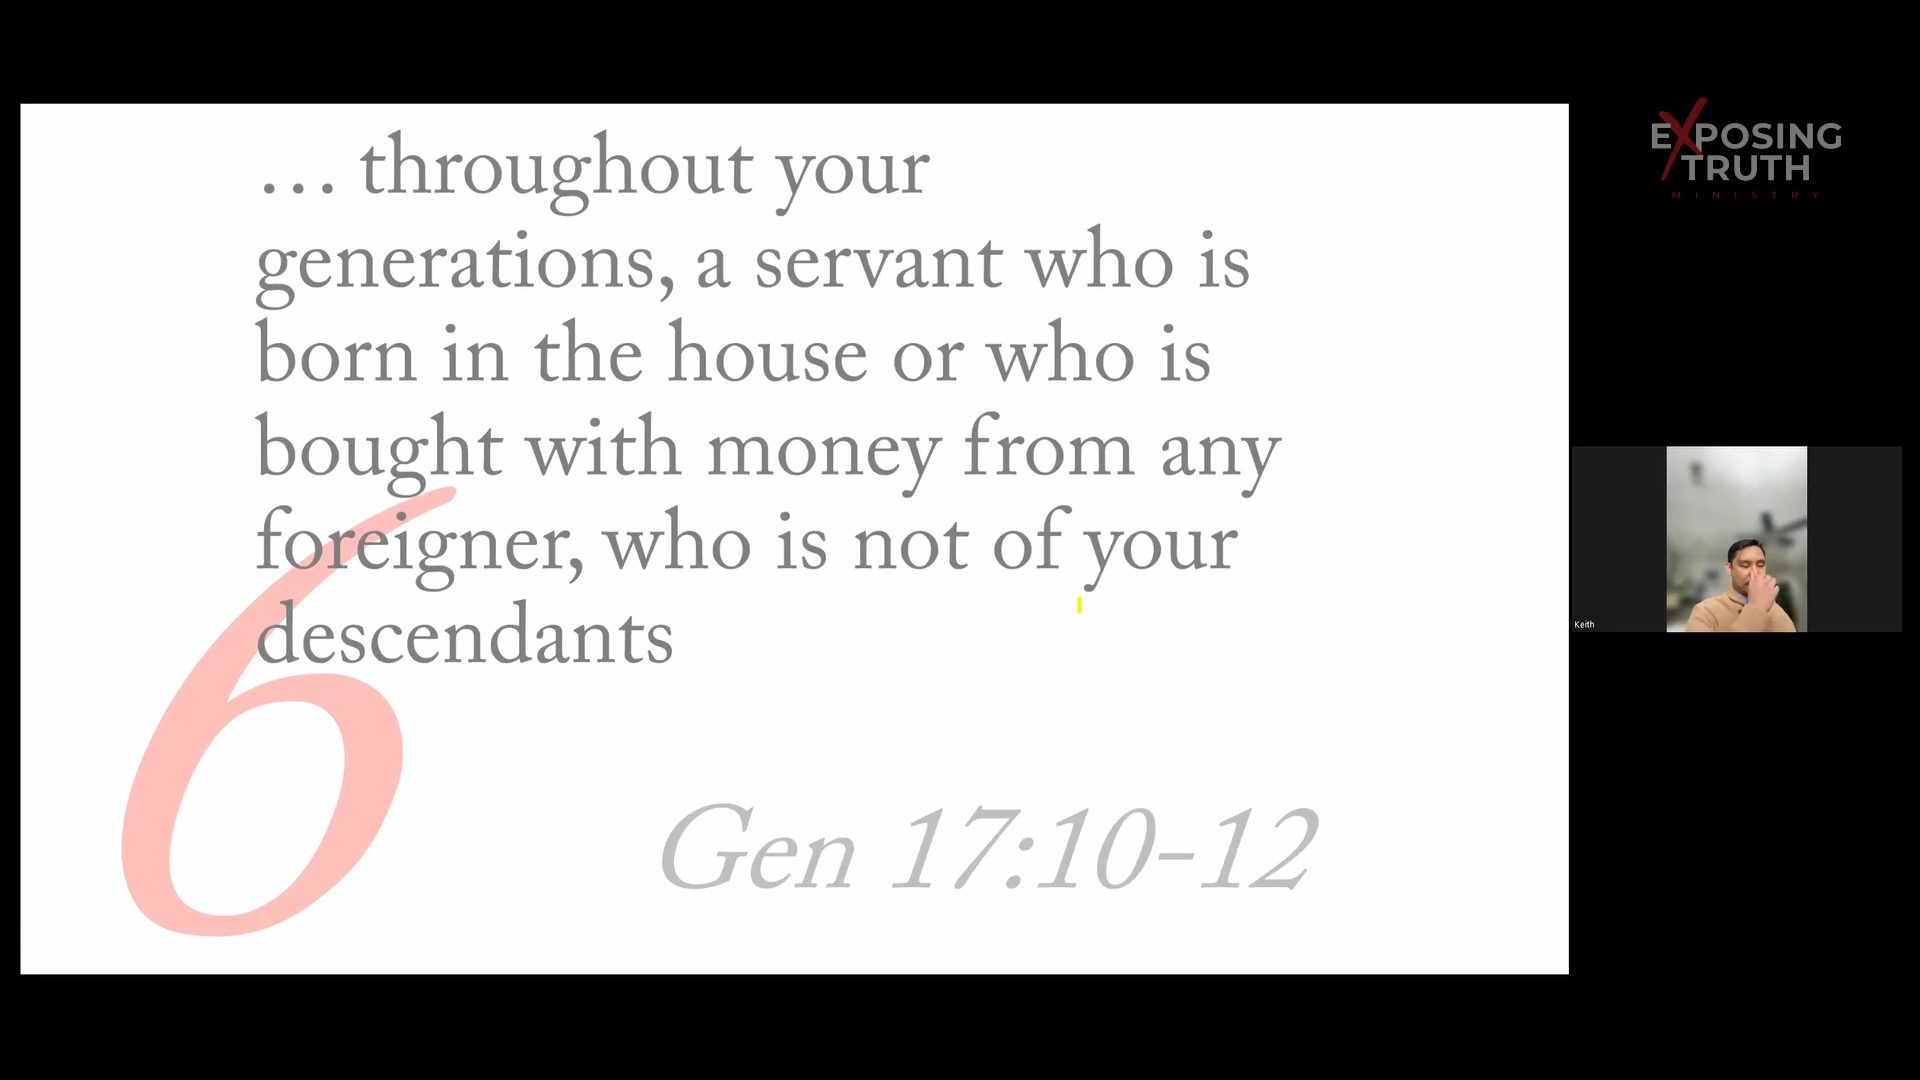 … throughout your
generations, a servant who is
born in the house or who is
bought with money from any
foreigner, who is not of your
descendants
6
Gen 17:10-12
EXPOSING
TRUTH
MINISTRY
Keith